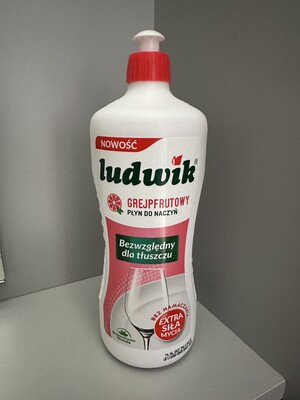 NOWOŚĆ
ludwik®
GREJPFRUTOWY
PŁYN DO NACZYŃ
Bezwzględny
dla tłuszczu
BEZ NAMACZANIA
EXTRA
SIŁA
MYCIA